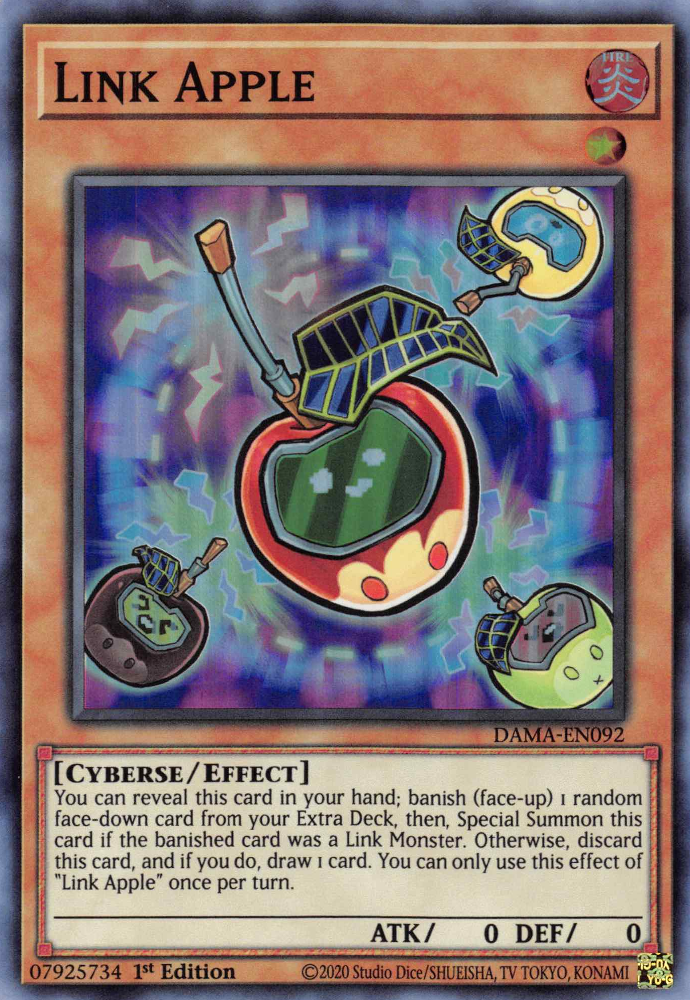 LINK APPLE
FIRE
炎
DAMA-EN092
[CYBERSE/EFFECT]
You can reveal this card in your hand; banish (face-up) 1 random
face-down card from your Extra Deck, then, Special Summon this
card if the banished card was a Link Monster. Otherwise, discard
this card, and if you do, draw 1 card. You can only use this effect of
"Link Apple" once per turn.
ATK/ 0 DEF/ 0
07925734 1st Edition ©2020 Studio Dice/SHUEISHA, TV TOKYO, KONAMI